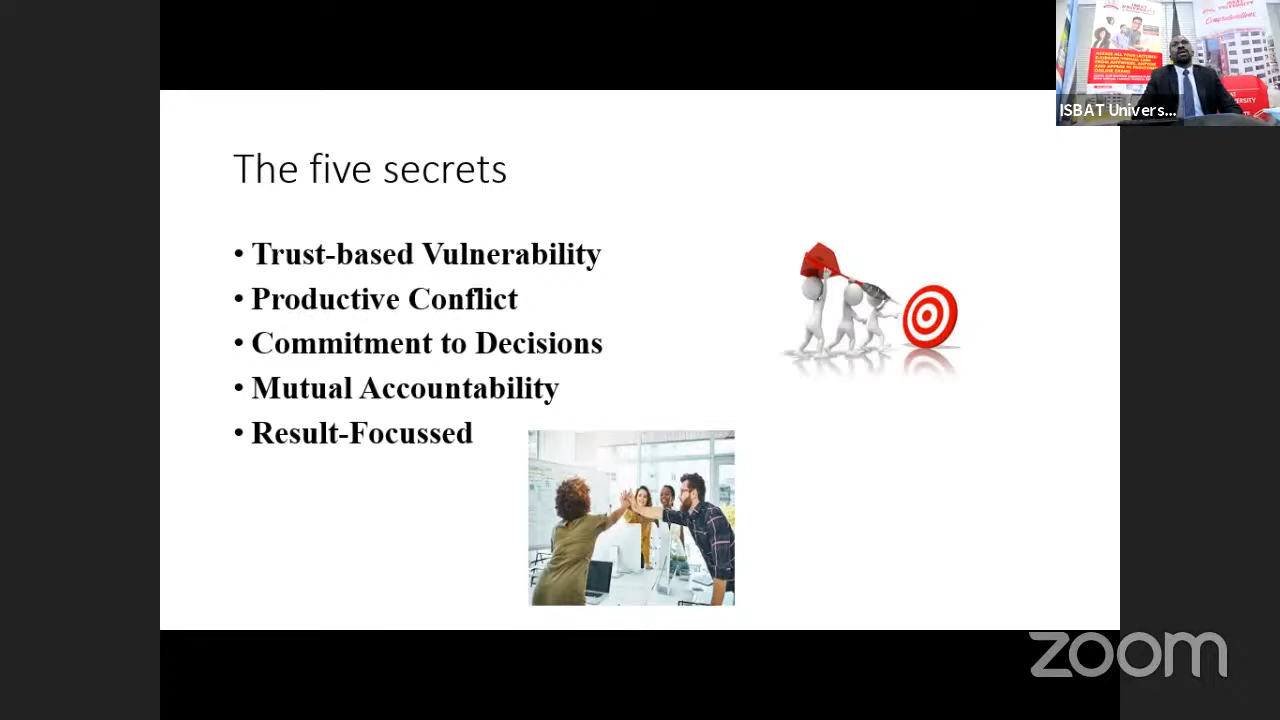 The five secrets
• Trust-based Vulnerability
• Productive Conflict
• Commitment to Decisions
• Mutual Accountability
• Result-Focussed
ISBAT Univers...
zoom